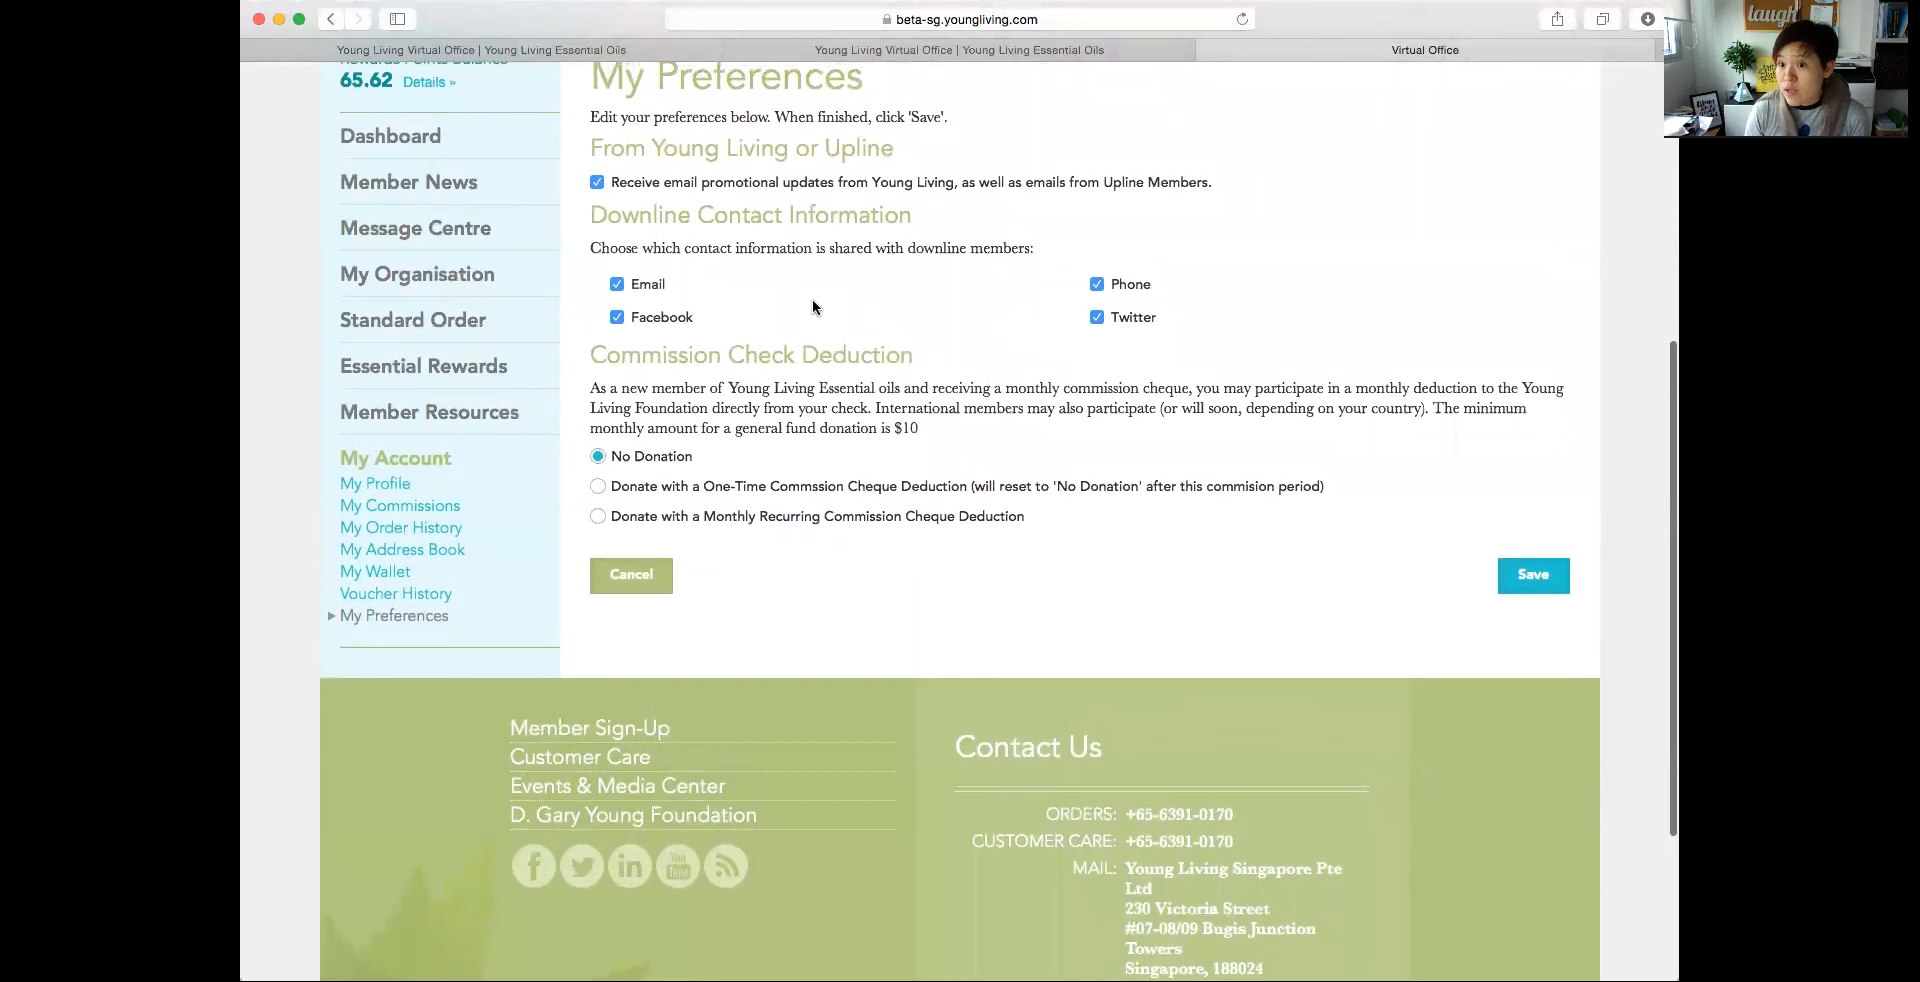 beta-sg.youngliving.com
Young Living Virtual Office | Young Living Essential Oils
Young Living Virtual Office | Young Living Essential Oils
Virtual Office
laugh
Rewards Points Balance
65.62 Details »
Dashboard
Member News
Message Centre
My Organisation
Standard Order
Essential Rewards
Member Resources
My Account
My Profile
My Commissions
My Order History
My Address Book
My Wallet
Voucher History
My Preferences
My Preferences
Edit your preferences below. When finished, click 'Save'.
From Young Living or Upline
Receive email promotional updates from Young Living, as well as emails from Upline Members.
Downline Contact Information
Choose which contact information is shared with downline members:
Email
Phone
Facebook
Twitter
Commission Check Deduction
As a new member of Young Living Essential oils and receiving a monthly commission cheque, you may participate in a monthly deduction to the Young
Living Foundation directly from your check. International members may also participate (or will soon, depending on your country). The minimum
monthly amount for a general fund donation is $10
No Donation
Donate with a One-Time Commssion Cheque Deduction (will reset to 'No Donation' after this commision period)
Donate with a Monthly Recurring Commission Cheque Deduction
Cancel
Save
Member Sign-Up
Customer Care
Events & Media Center
D. Gary Young Foundation
You
Tube
Contact Us
ORDERS: +65-6391-0170
CUSTOMER CARE: +65-6391-0170
MAIL: Young Living Singapore Pte
Ltd
230 Victoria Street
#07-08/09 Bugis Junction
Towers
Singapore, 188024